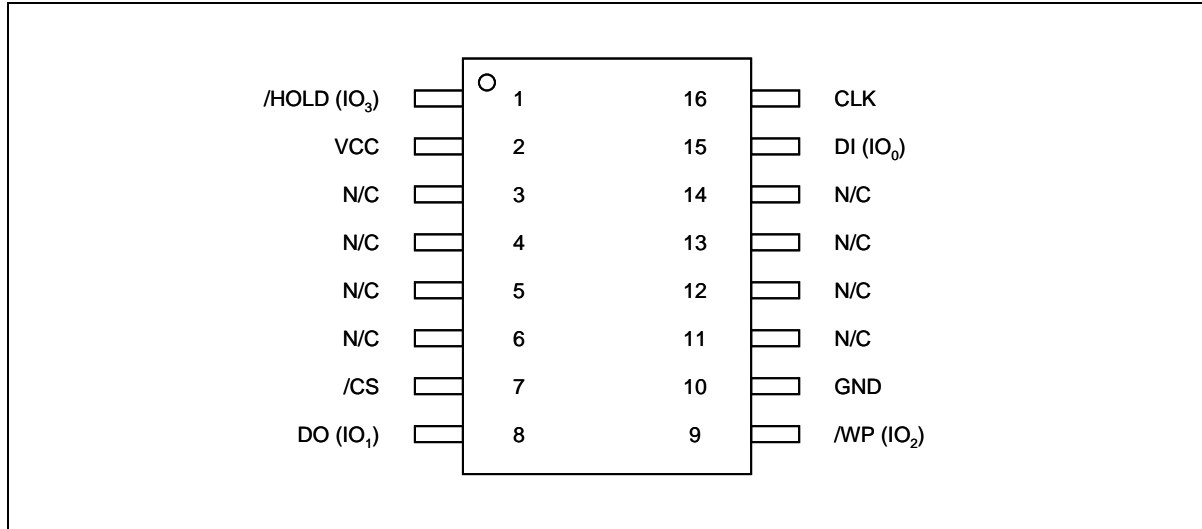 /HOLD (IO3) 1 16 CLK
VCC 2 15 DI (IO0)
N/C 3 14 N/C
N/C 4 13 N/C
N/C 5 12 N/C
N/C 6 11 N/C
/CS 7 10 GND
DO (IO1) 8 9 /WP (IO2)